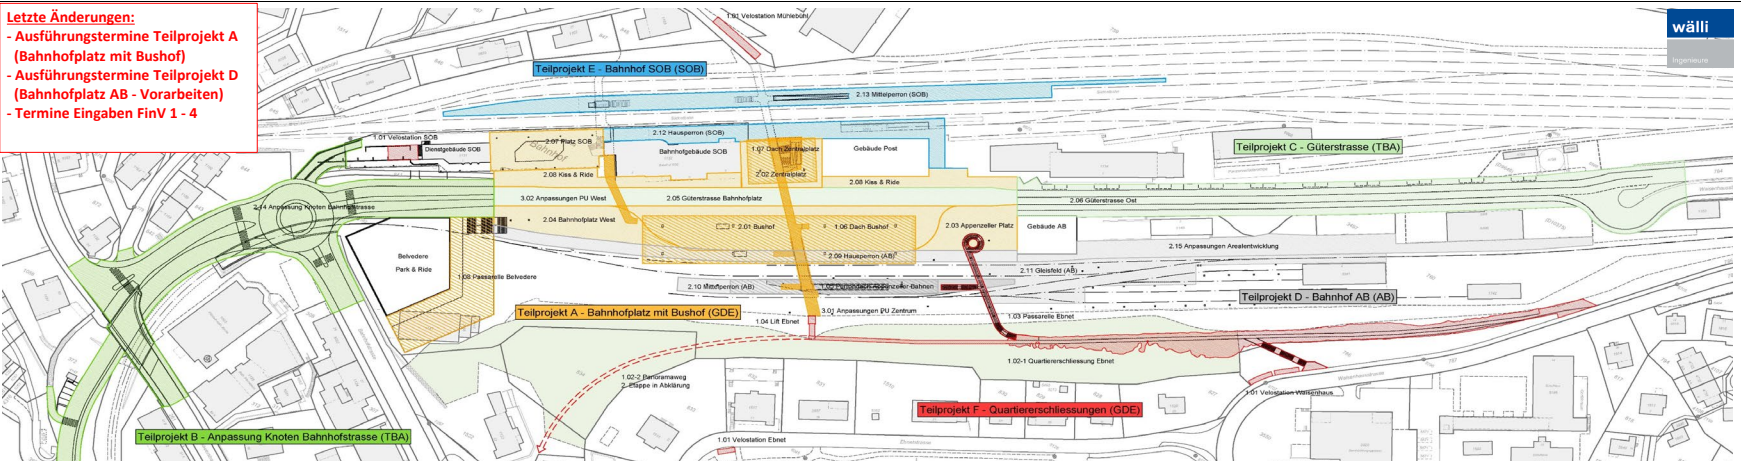 Letzte Änderungen:
- Ausführungstermine Teilprojekt A
(Bahnhofplatz mit Bushof)
- Ausführungstermine Teilprojekt D
(Bahnhofplatz AB - Vorarbeiten)
- Termine Eingaben FinV 1 - 4
wälli
Ingenieure
1.01 Velostation Mühlebühl
Teilprojekt E - Bahnhof SOB (SOB)
2.13 Mittelperron (SOB)
1.01 Velostation SOB
2.12 Hausperron (SOB)
2.07 Platz SOB
Dienstgebäude SOB
Bahnhof
Bahnhofgebäude SOB
1.07 Dach Zentralplatz
Gebäude Post
Teilprojekt C - Güterstrasse (TBA)
2.08 Kiss & Ride
2.02 Zentralplatz
2.08 Kiss & Ride
3.02 Anpassungen PU West
2.05 Güterstrasse Bahnhofplatz
2.06 Güterstrasse Ost
2.14 Anpassung Knoten Bahnhofstrasse
2.04 Bahnhofplatz West
2.01 Bushof
1.06 Dach Bushof
2.03 Appenzeller Platz
Gebäude AB
2.15 Anpassungen Arealentwicklung
Belvedere
Park & Ride
2.09 Hausperron (AB)
1.08 Passarelle Belvedere
2.11 Gleisfeld (AB)
2.10 Mittelperron (AB)
Teilprojekt D - Bahnhof AB (AB)
Teilprojekt A - Bahnhofplatz mit Bushof (GDE)
3.01 Anpassungen PU Zentrum
1.04 Lift Ebnet
1.03 Passarelle Ebnet
1.02-1 Quartiererschliessung Ebnet
1.02-2 Panoramaweg
2. Etappe in Abklärung
1.01 Velostation Waisenhaus
Teilprojekt F - Quartiererschliessungen (GDE)
Teilprojekt B - Anpassung Knoten Bahnhofstrasse (TBA)
1.01 Velostation Ebnet